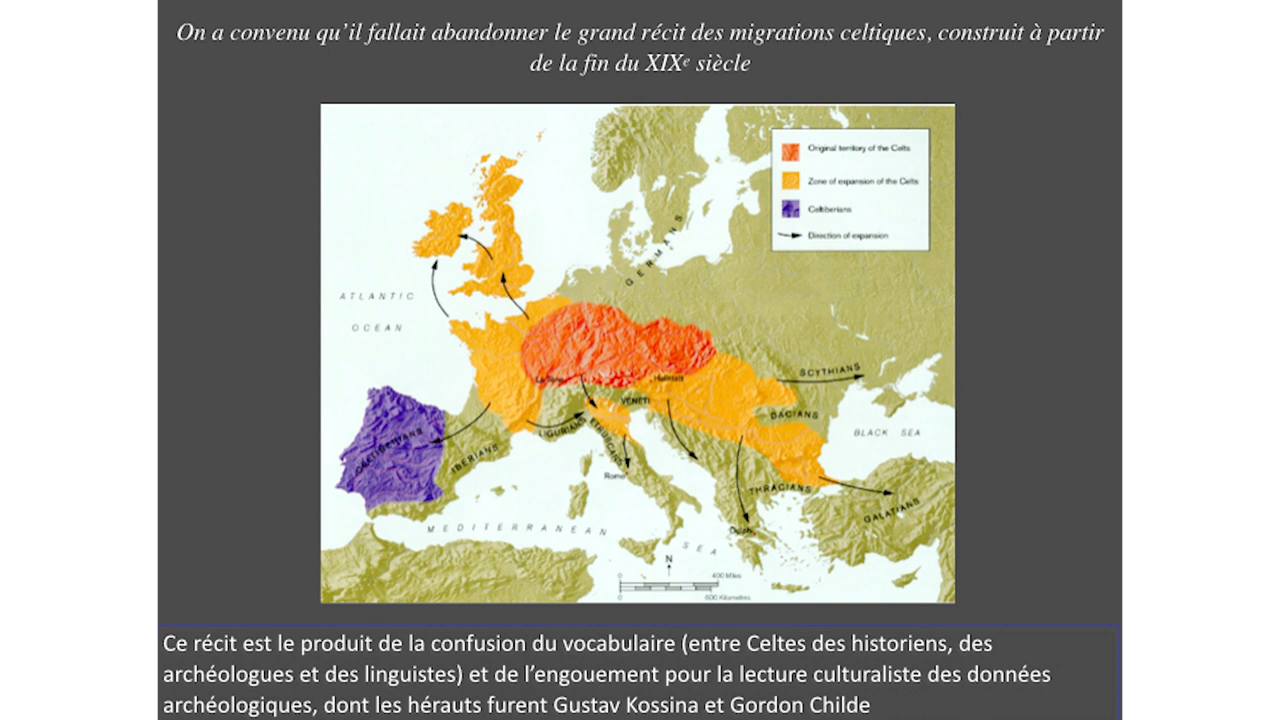 On a convenu qu’il fallait abandonner le grand récit des migrations celtiques, construit à partir
de la fin du XIXe siècle
Original territory of the Celts
Zone of expansion of the Celts
Celtiberians
Direction of expansion
GERMANS
ATLANTIC
OCEAN
SCYTHIANS
La Tène
Hallstatt
VENETI
DACIANS
BLACK SEA
LIGURIANS
ETRUSCANS
CELTIBERIANS
IBERIANS
Rome
THRACIANS
GALATIANS
MEDITERRANEAN
SEA
Delphi
N
0 400 Miles
0 600 Kilometres
Ce récit est le produit de la confusion du vocabulaire (entre Celtes des historiens, des
archéologues et des linguistes) et de l’engouement pour la lecture culturaliste des données
archéologiques, dont les hérauts furent Gustav Kossina et Gordon Childe